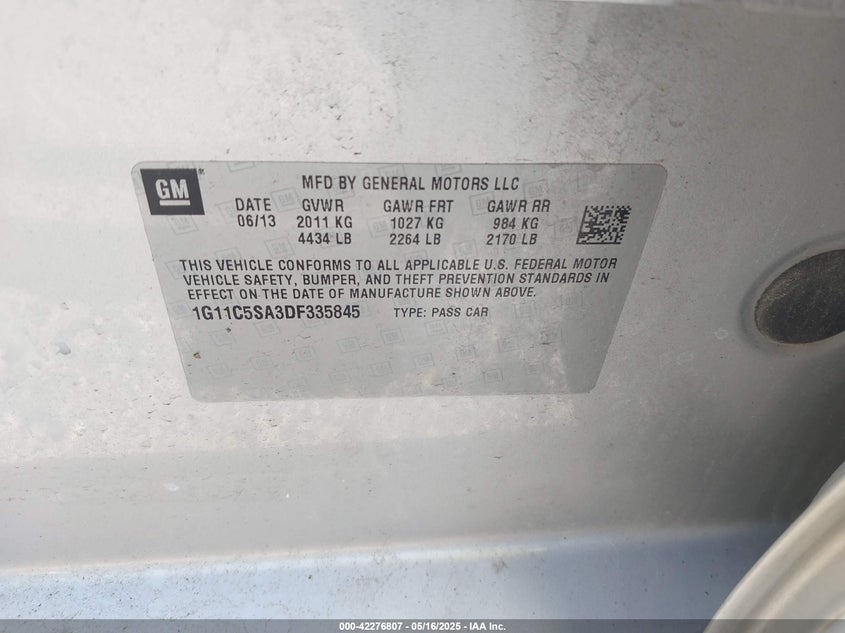 GM
MFD BY GENERAL MOTORS LLC
DATE GVWR GAWR FRT GAWR RR
06/13 2011 KG 1027 KG 984 KG
4434 LB 2264 LB 2170 LB
THIS VEHICLE CONFORMS TO ALL APPLICABLE U.S. FEDERAL MOTOR
VEHICLE SAFETY, BUMPER, AND THEFT PREVENTION STANDARDS IN
EFFECT ON THE DATE OF MANUFACTURE SHOWN ABOVE.
1G11C5SA3DF335845 TYPE: PASS CAR
000-42276807 - 05/16/2025 - IAA Inc.